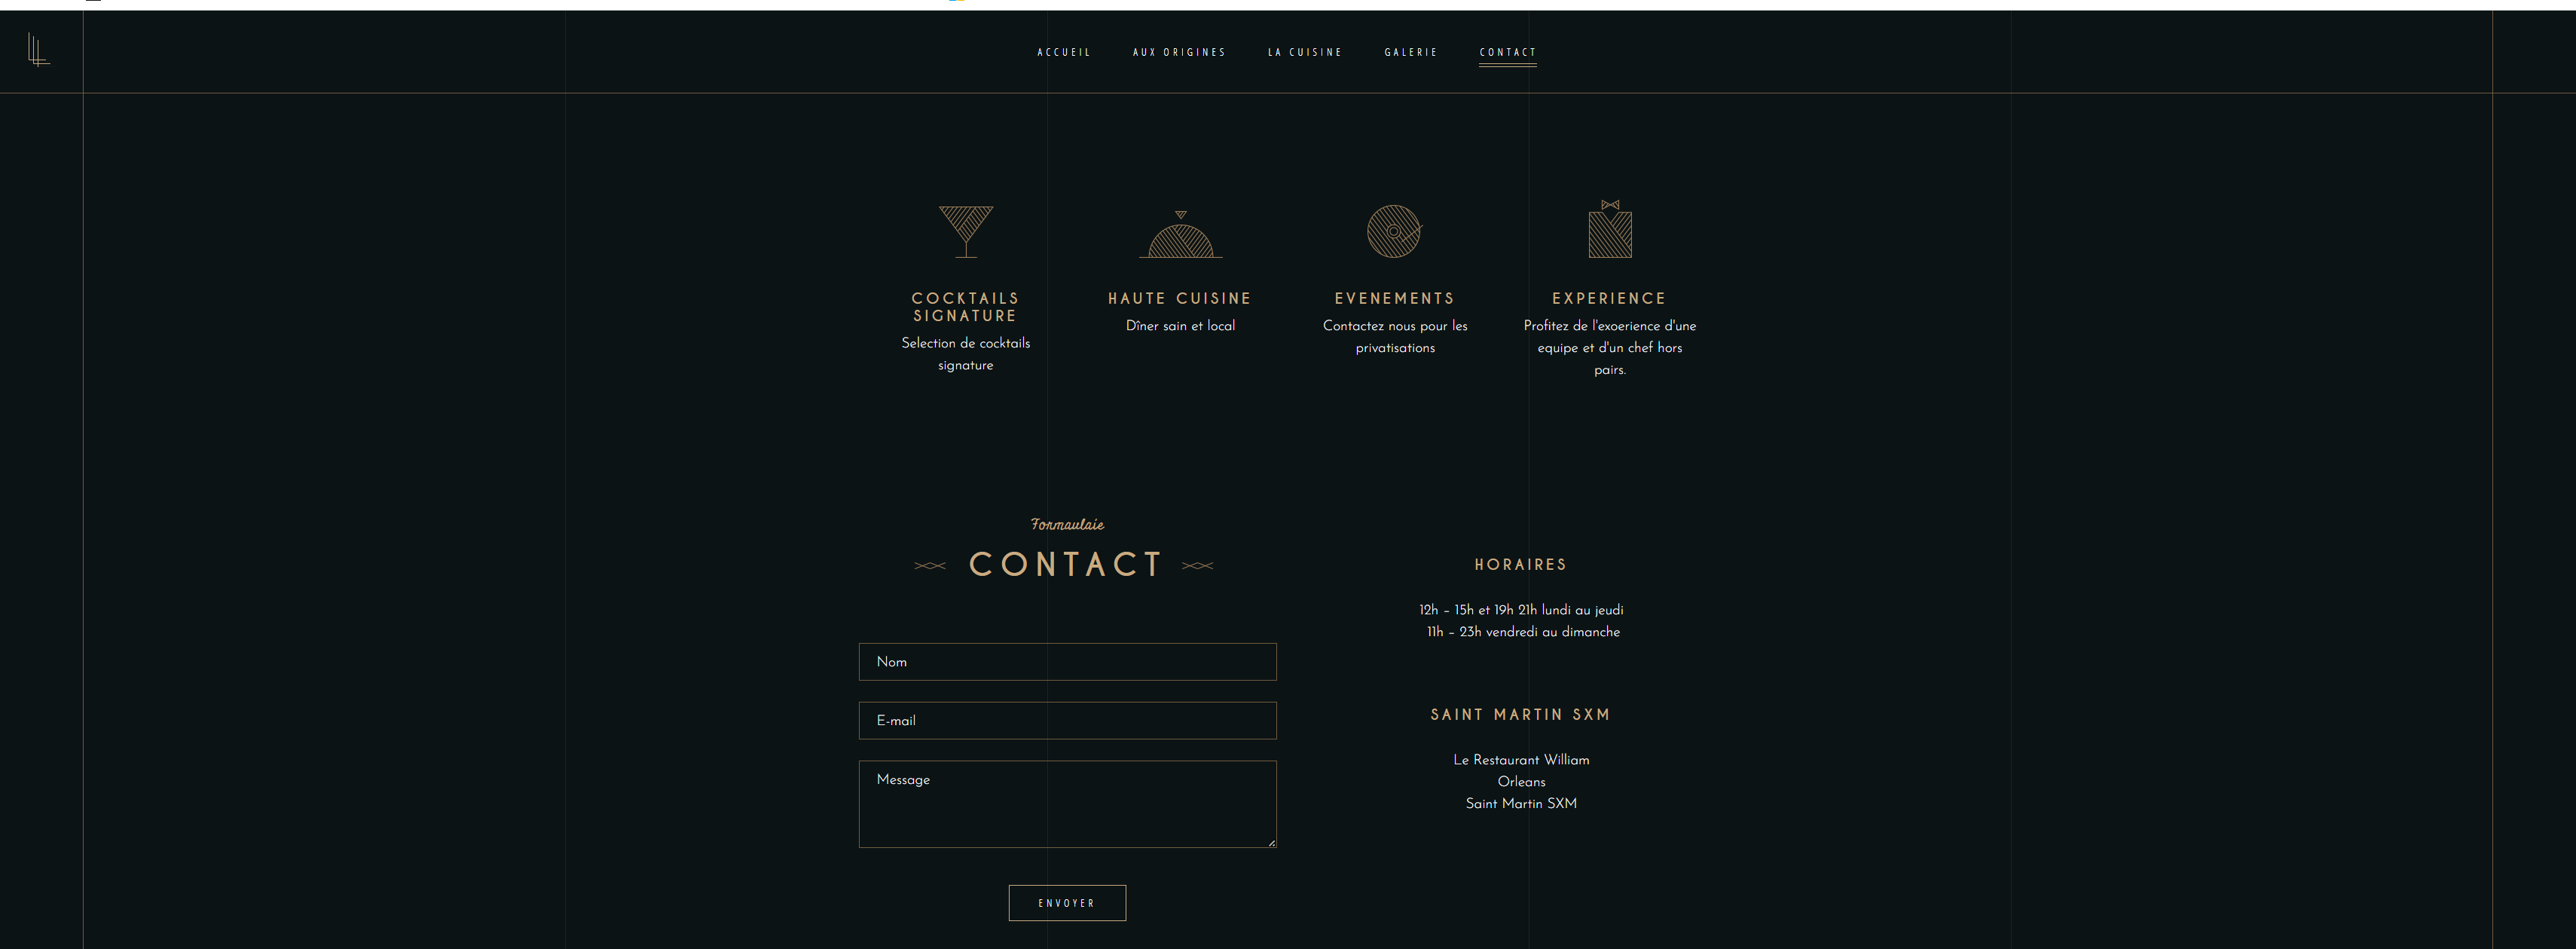 ACCUEIL AUX ORIGINES LA CUISINE GALERIE CONTACT
COCKTAILS
SIGNATURE
Selection de cocktails
signature
HAUTE CUISINE
Dîner sain et local
EVENEMENTS
Contactez nous pour les
privatisations
EXPERIENCE
Profitez de l'exoerience d'une
equipe et d'un chef hors
pairs.
Formaulaie
CONTACT
Nom
E-mail
Message
ENVOYER
HORAIRES
12h – 15h et 19h 21h lundi au jeudi
11h – 23h vendredi au dimanche
SAINT MARTIN SXM
Le Restaurant William
Orleans
Saint Martin SXM